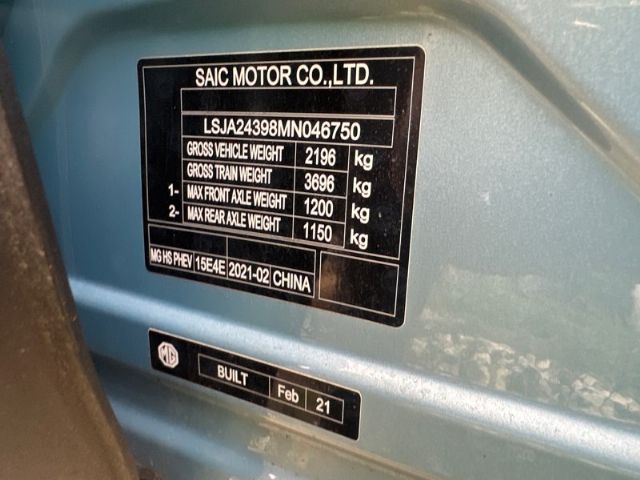 SAIC MOTOR CO.,LTD.
LSJA24398MN046750
GROSS VEHICLE WEIGHT 2196 kg
GROSS TRAIN WEIGHT 3696 kg
1- MAX FRONT AXLE WEIGHT 1200 kg
2- MAX REAR AXLE WEIGHT 1150 kg
MG HS PHEV 15E4E 2021-02 CHINA
MG BUILT Feb 21